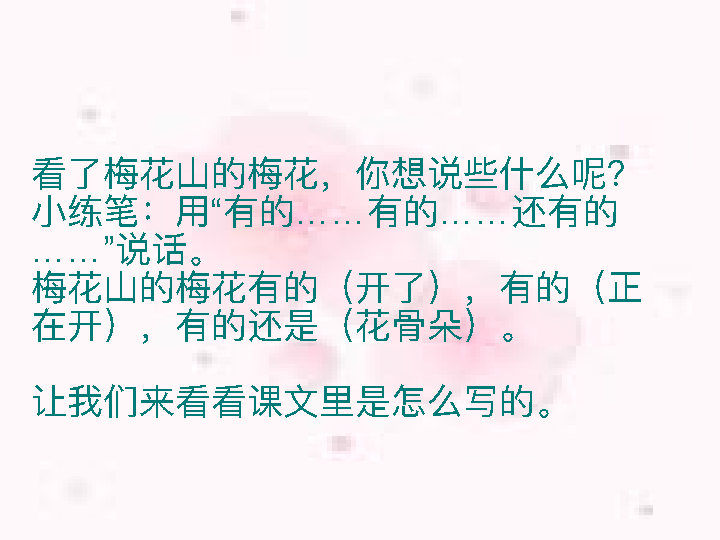 看了梅花山的梅花，你想说些什么呢？
小练笔：用“有的……有的……还有的
……”说话。
梅花山的梅花有的（开了），有的（正
在开），有的还是（花骨朵）。
让我们来看看课文里是怎么写的。